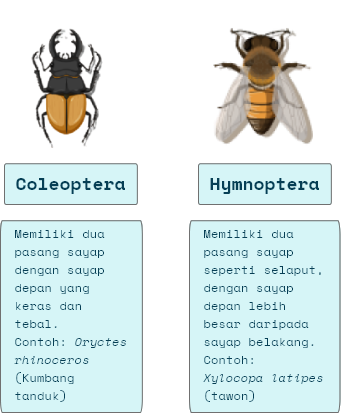 Coleoptera
Memiliki dua
pasang sayap
dengan sayap
depan yang
keras dan
tebal.
Contoh: Oryctes
rhinoceros
(Kumbang
tanduk)
Hymnoptera
Memiliki dua
pasang sayap
seperti selaput,
dengan sayap
depan lebih
besar daripada
sayap belakang.
Contoh:
Xylocopa latipes
(tawon)